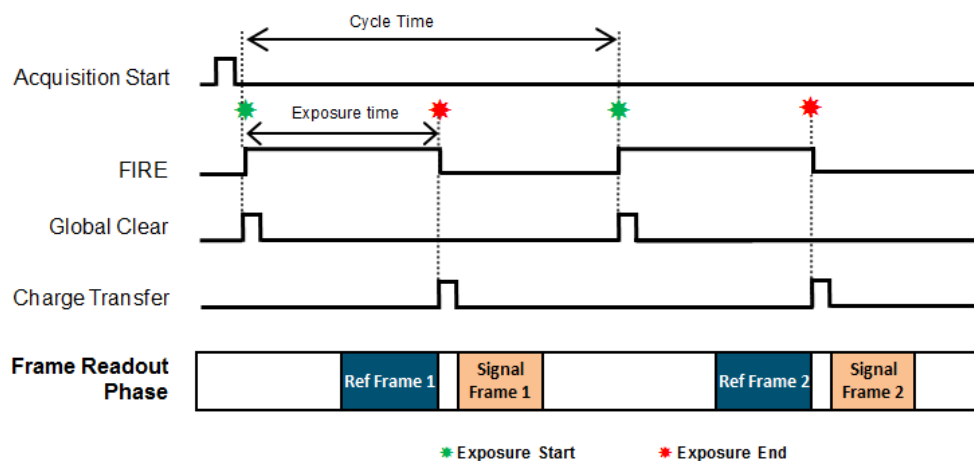 Cycle Time
Acquisition Start
Exposure time
FIRE
Global Clear
Charge Transfer
Frame Readout
Phase
Ref Frame 1
Signal
Frame 1
Ref Frame 2
Signal
Frame 2
Exposure Start
Exposure End